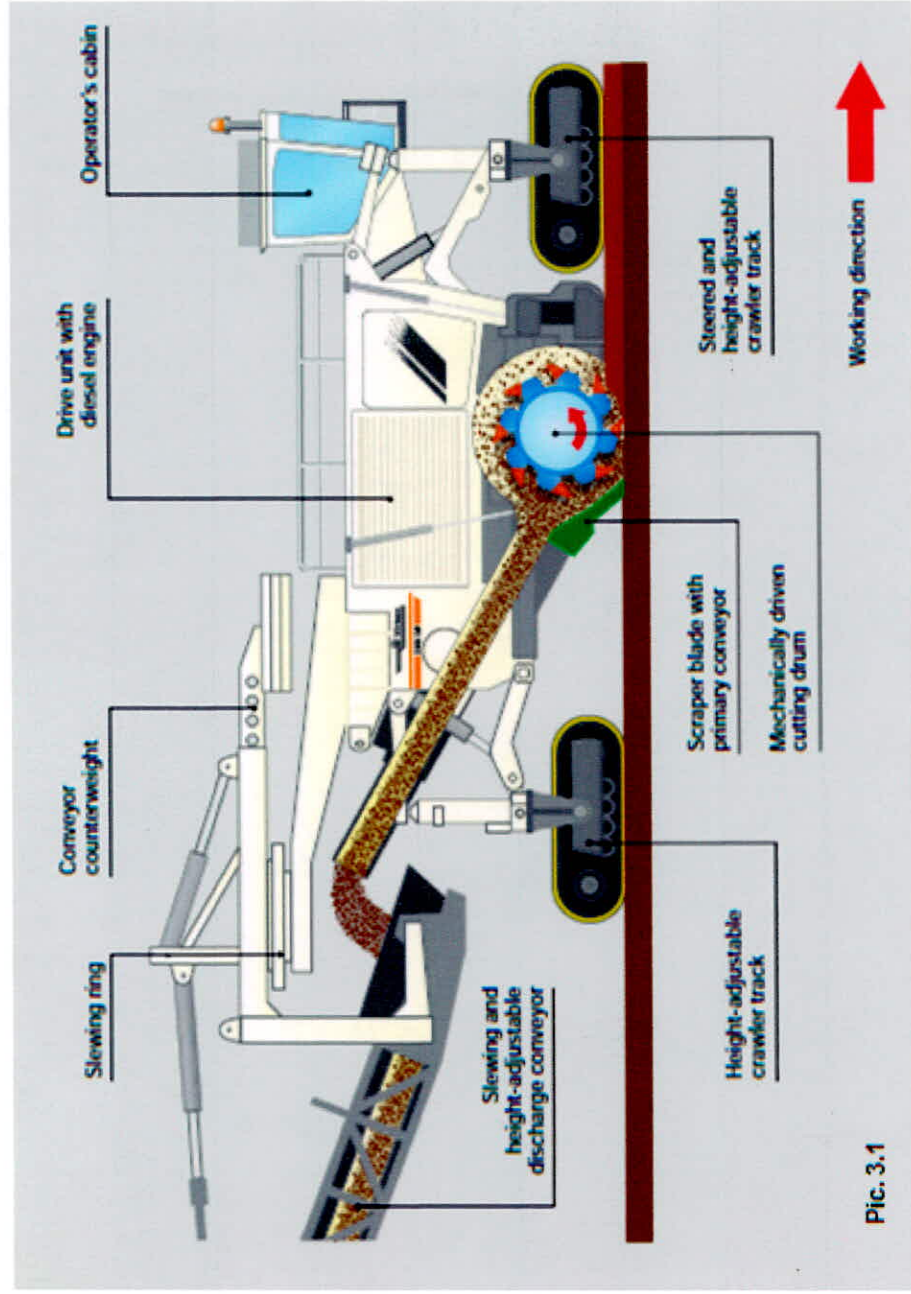 Slewing ring
Conveyor
counterweight
Drive unit with
diesel engine
Operator's cabin
Slewing and
height-adjustable
discharge conveyor
Height-adjustable
crawler track
Scraper blade with
primary conveyor
Mechanically driven
cutting drum
Steered and
height-adjustable
crawler track
Working direction
Pic. 3.1